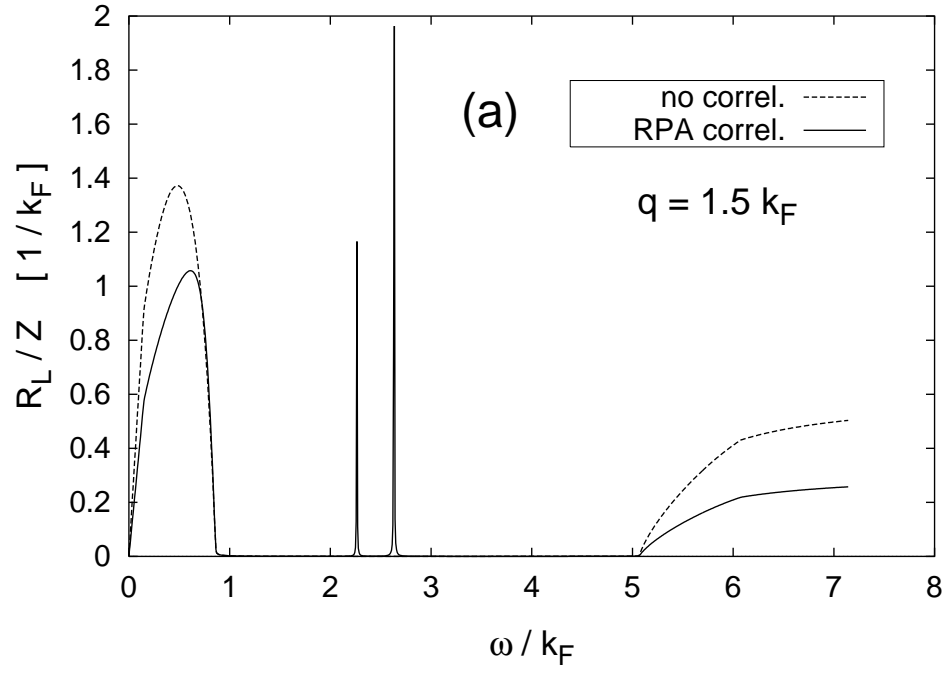 2
1.8
1.6
1.4
1.2
1
0.8
0.6
0.4
0.2
0
R_L / Z [ 1 / k_F ]
(a)
no correl.
RPA correl.
q = 1.5 k_F
0 1 2 3 4 5 6 7 8
ω / k_F